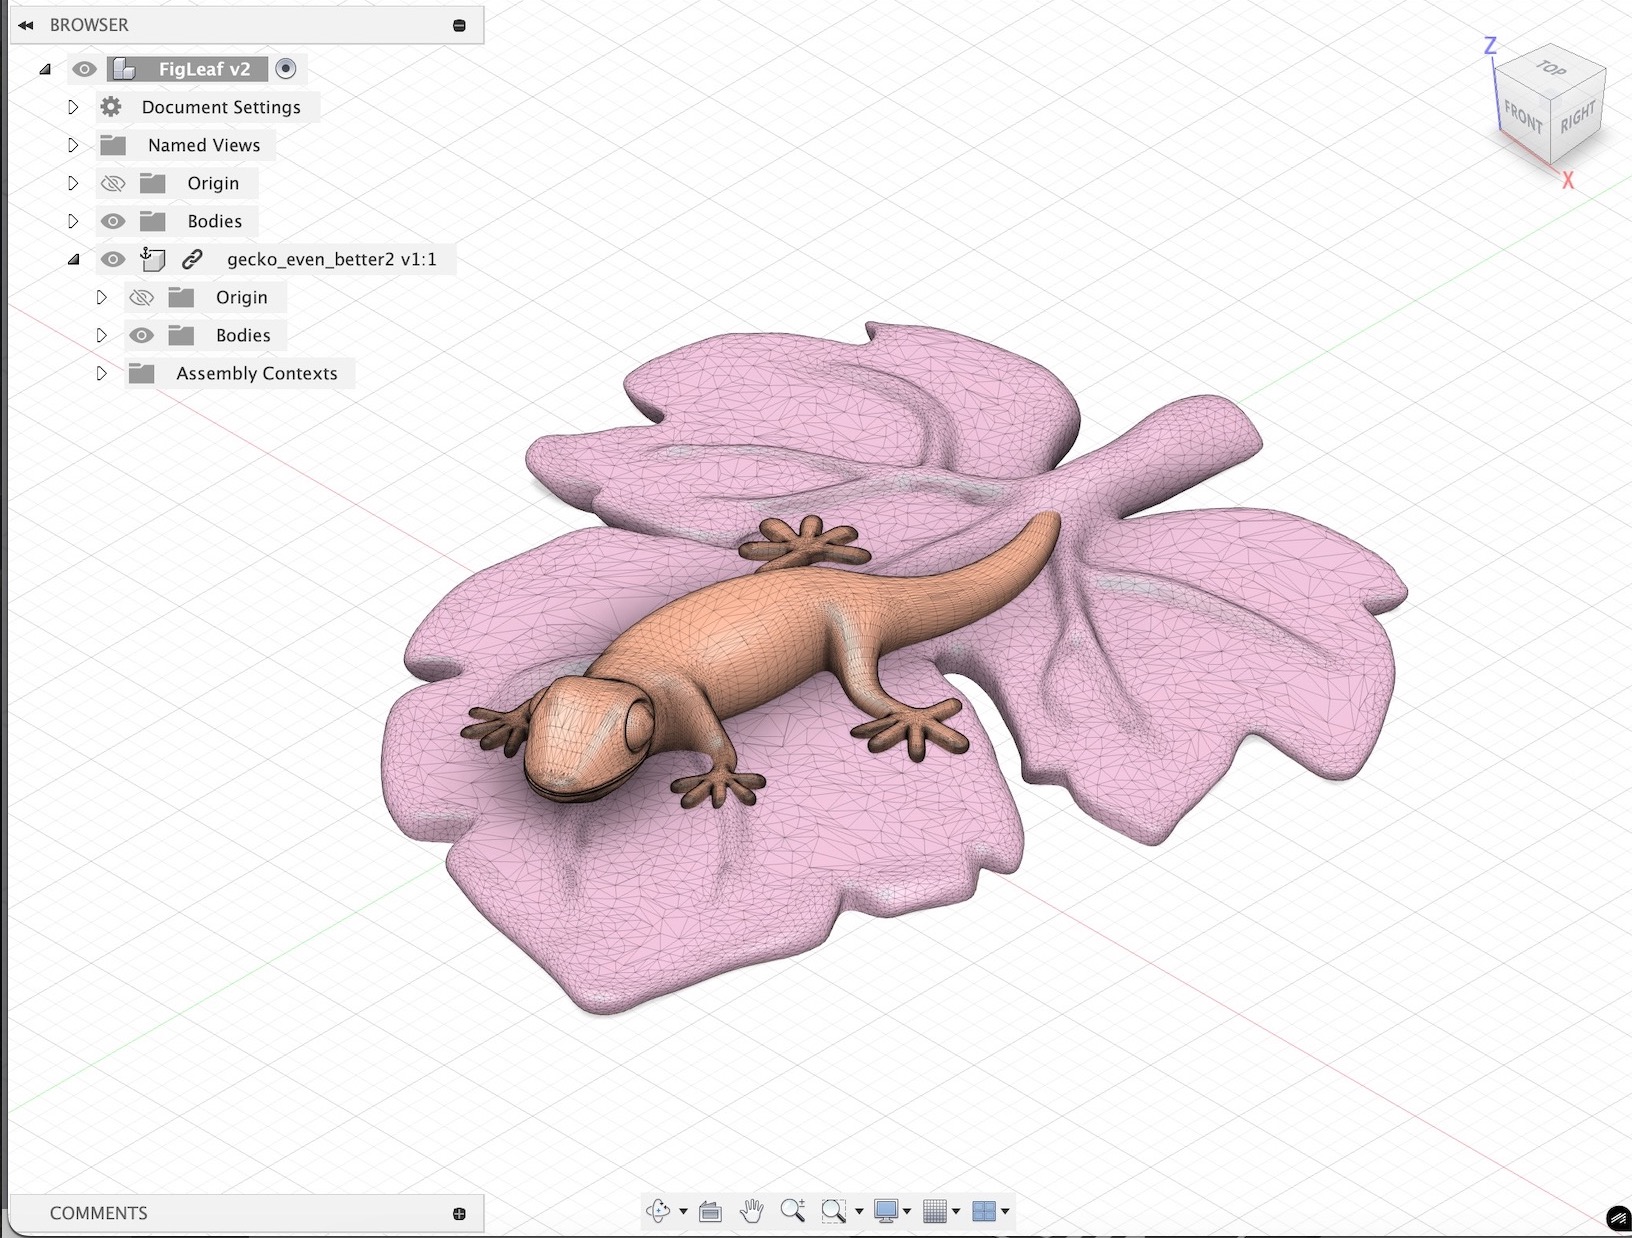 BROWSER
FigLeaf v2
Document Settings
Named Views
Origin
Bodies
gecko_even_better2 v1:1
Origin
Bodies
Assembly Contexts
Z
TOP
FRONT
RIGHT
X
COMMENTS